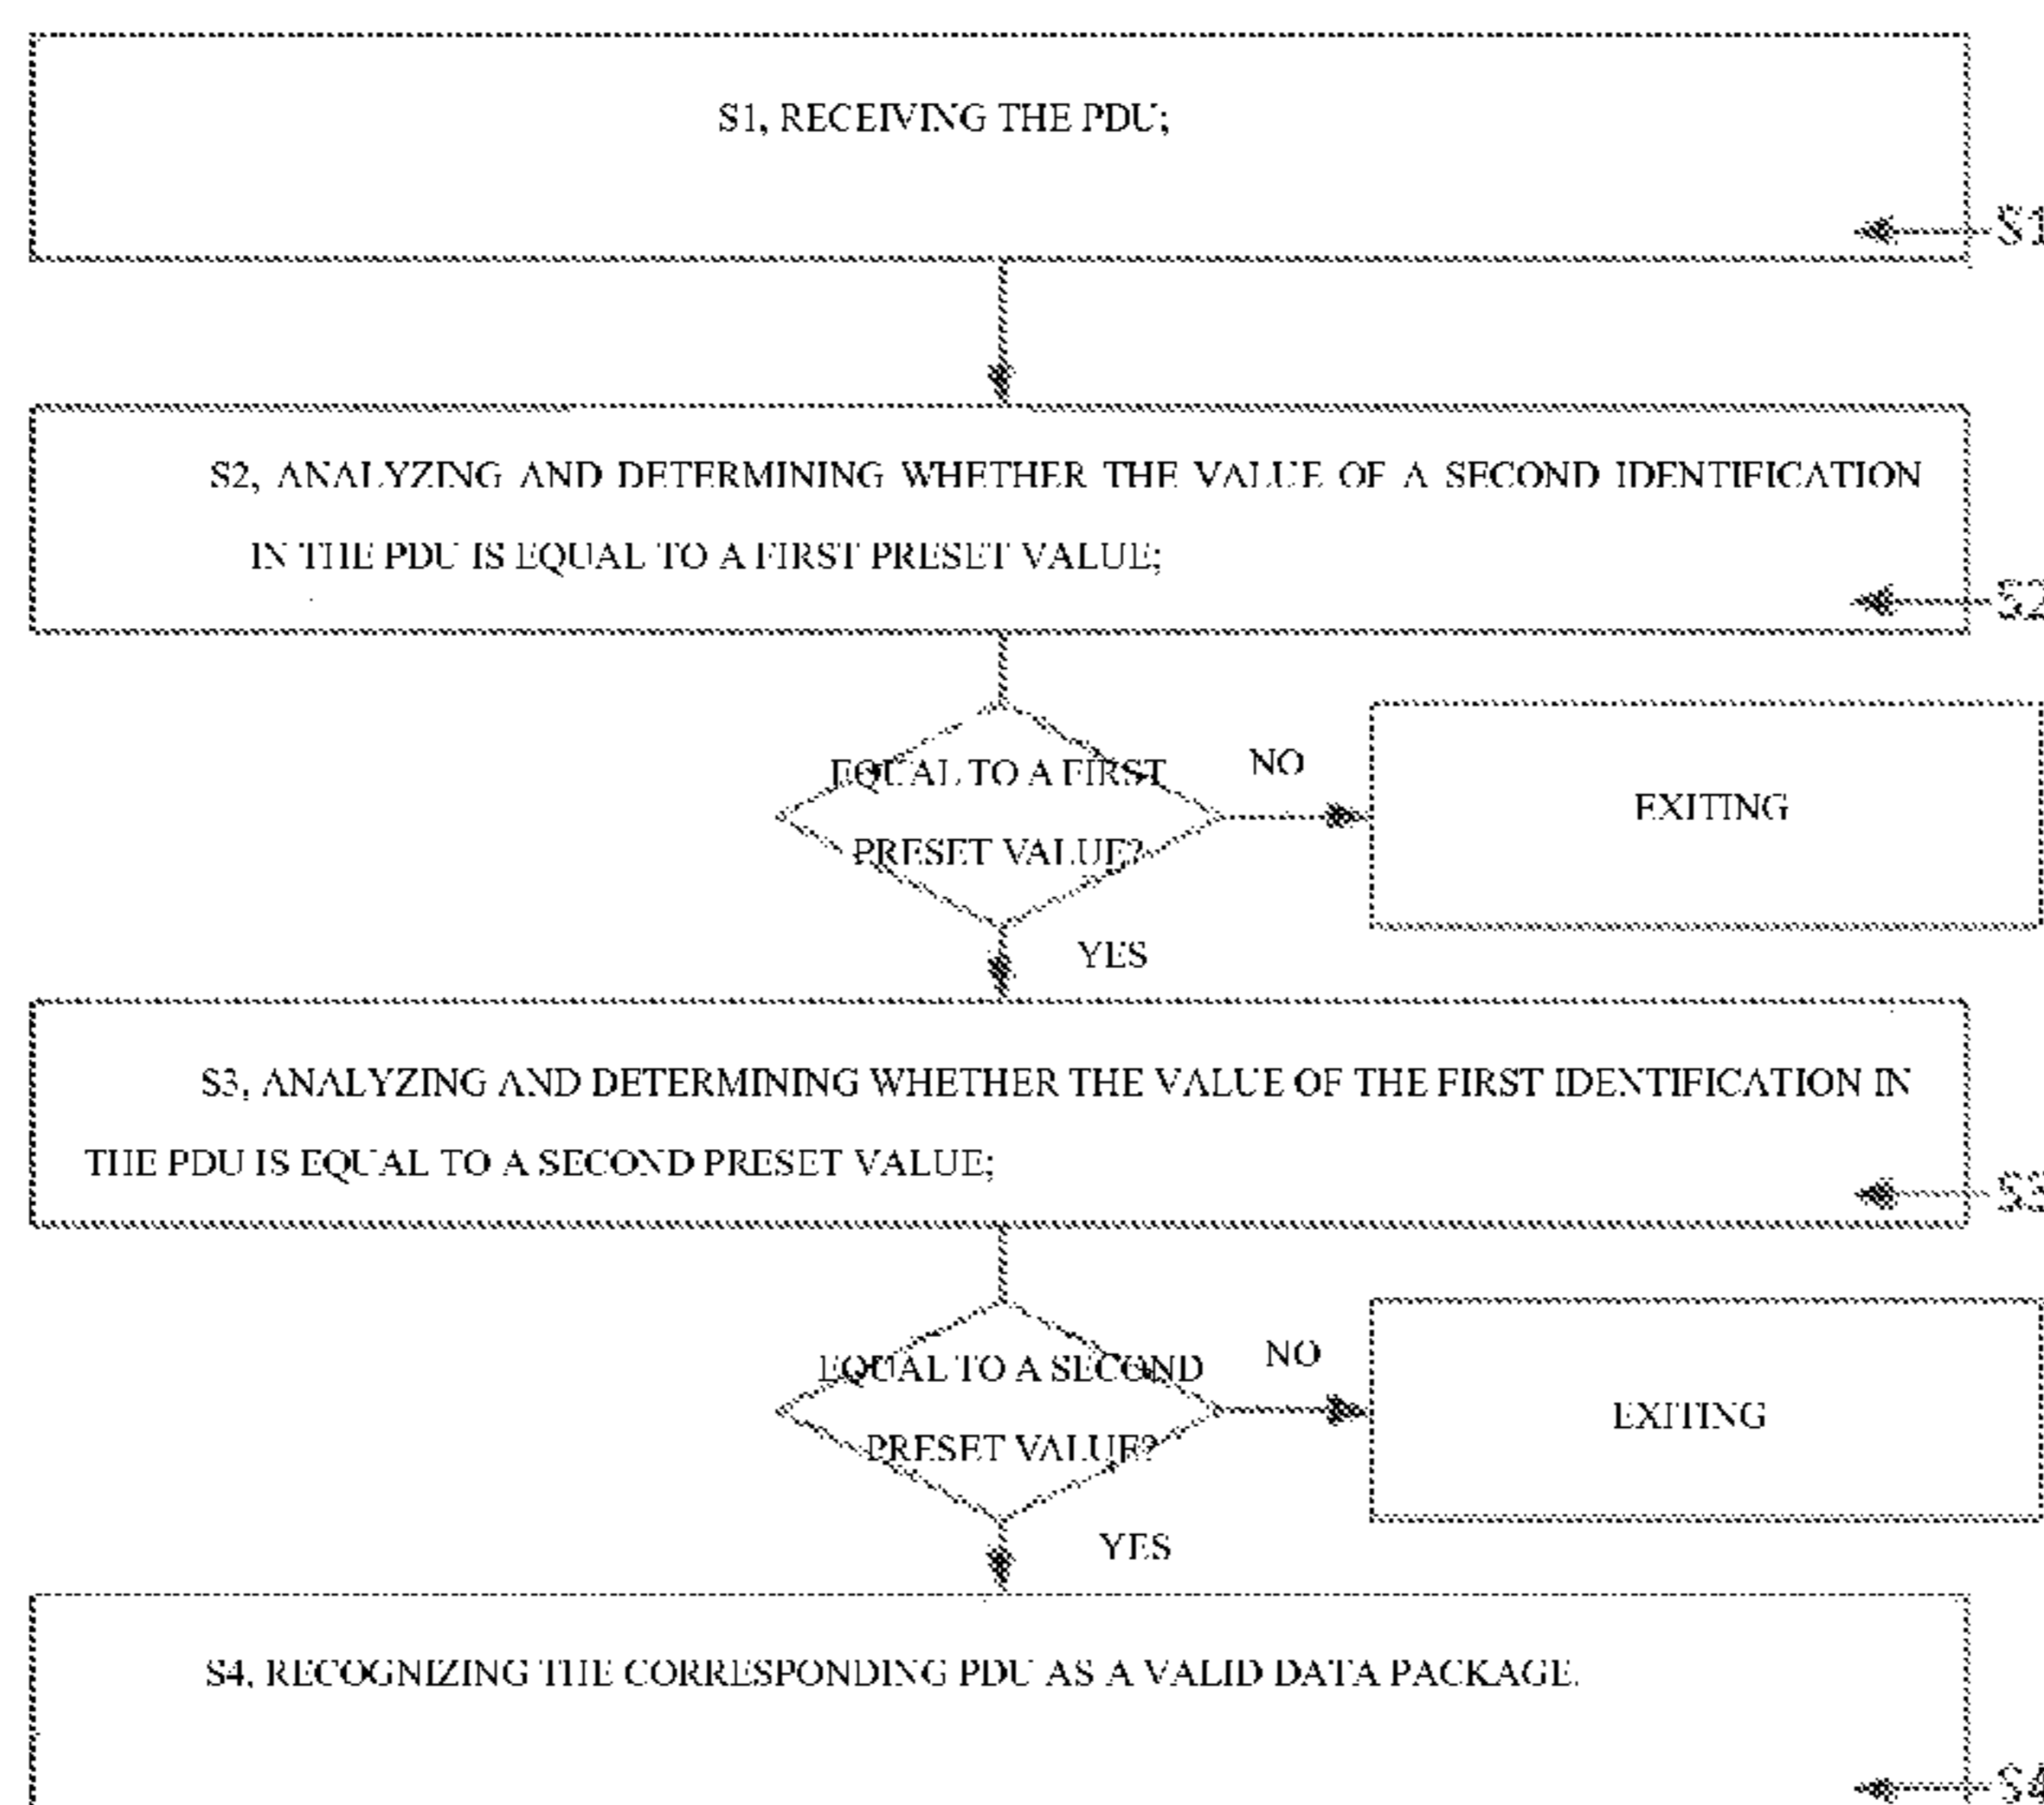 S1, RECEIVING THE PDU;
S1
S2, ANALYZING AND DETERMINING WHETHER THE VALUE OF A SECOND IDENTIFICATION
IN THE PDU IS EQUAL TO A FIRST PRESET VALUE;
S2
EQUAL TO A FIRST
PRESET VALUE?
NO
EXITING
YES
S3, ANALYZING AND DETERMINING WHETHER THE VALUE OF THE FIRST IDENTIFICATION IN
THE PDU IS EQUAL TO A SECOND PRESET VALUE;
S3
EQUAL TO A SECOND
PRESET VALUE?
NO
EXITING
YES
S4, RECOGNIZING THE CORRESPONDING PDU AS A VALID DATA PACKAGE.
S4